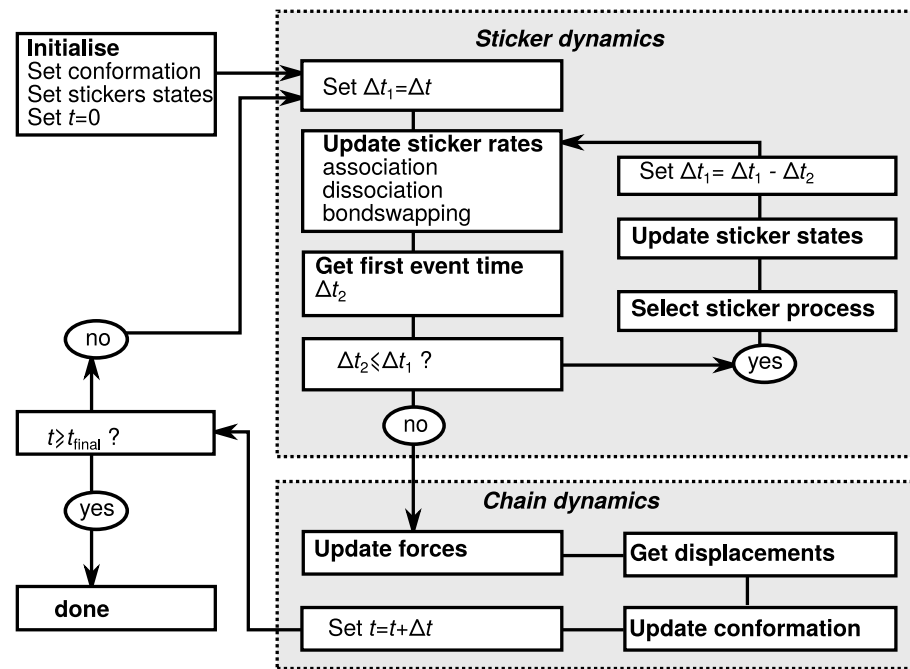 Initialise
Set conformation
Set stickers states
Set t=0
Sticker dynamics
Set Δt₁=Δt
Update sticker rates
association
dissociation
bondswapping
Get first event time
Δt₂
Δt₂⩽Δt₁ ?
yes
Select sticker process
Update sticker states
Set Δt₁= Δt₁ - Δt₂
no
Chain dynamics
Update forces
Get displacements
Update conformation
Set t=t+Δt
t⩾t_final ?
no
yes
done